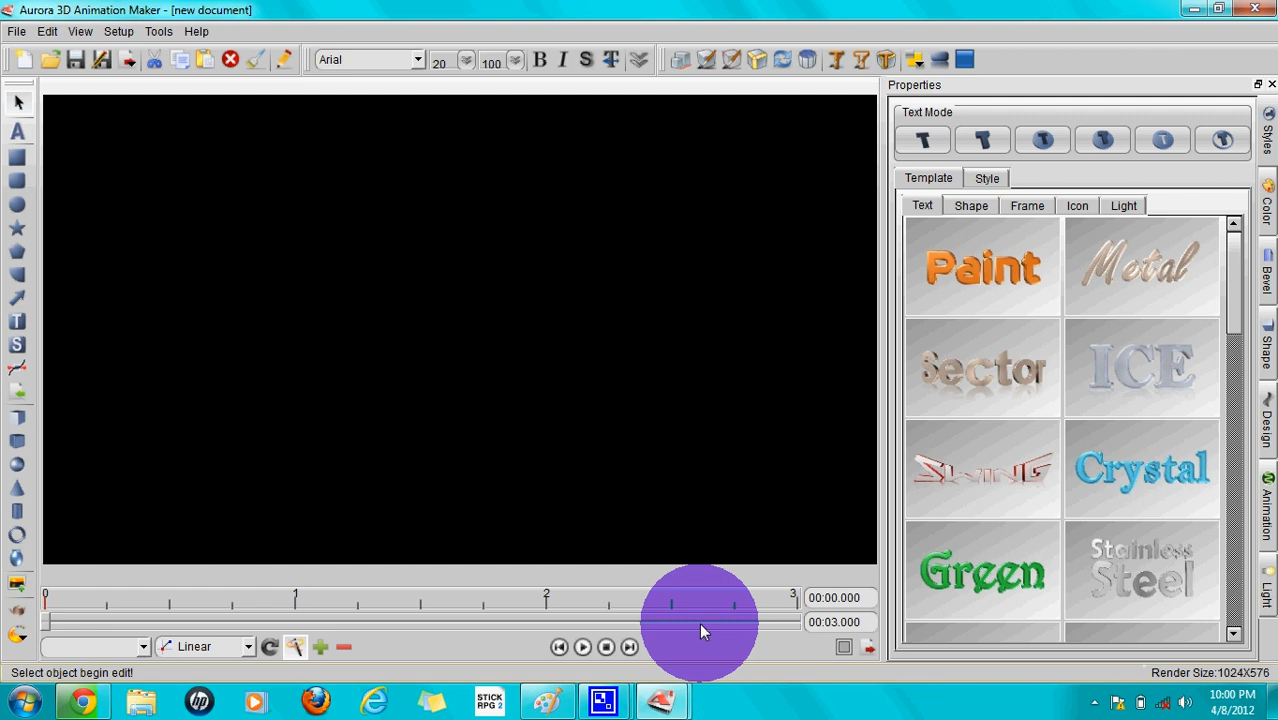 Aurora 3D Animation Maker - [new document]
File Edit View Setup Tools Help
Arial 20 100 B I S T
Properties
Text Mode
Template Style
Text Shape Frame Icon Light
Paint Metal
Sector ICE
SWING Crystal
Green Stainless Steel
Styles
Color
Bevel
Shape
Design
Animation
Light
A
T
S
0 1 2 3 00:00.000
00:03.000
Linear
Select object begin edit!
Render Size:1024X576
hp
STICK RPG 2
10:00 PM
4/8/2012